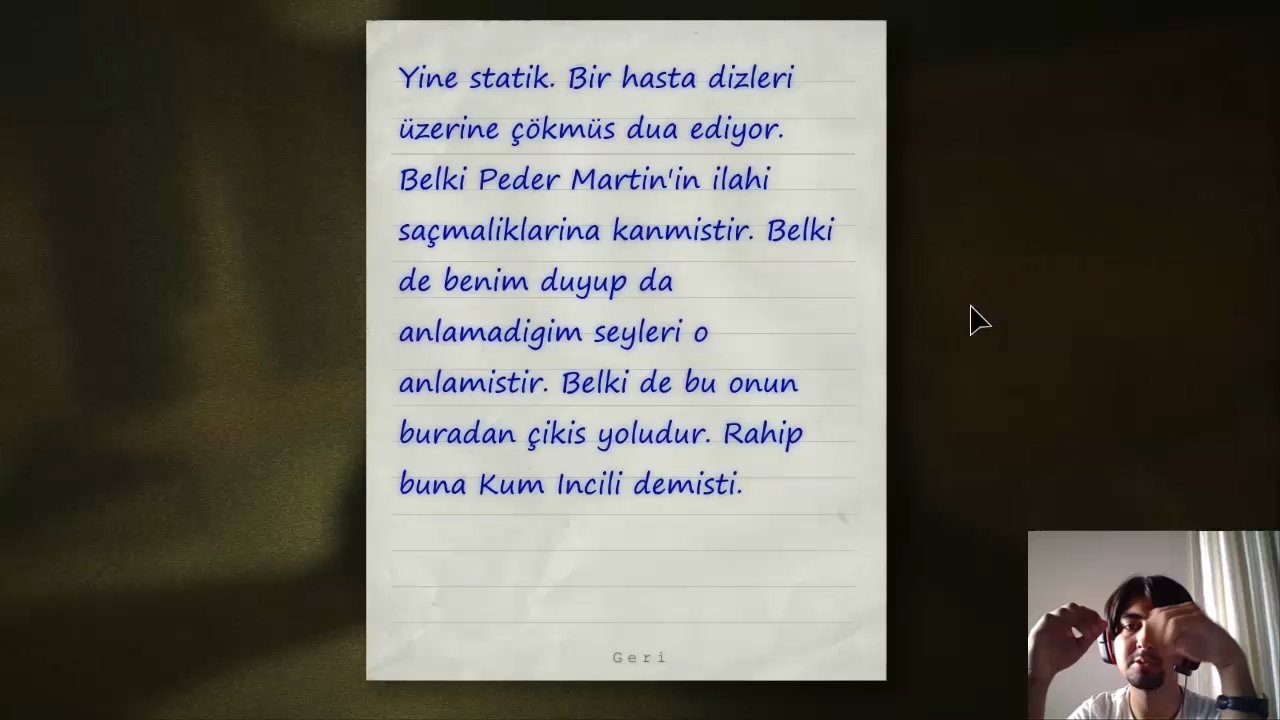 Yine statik. Bir hasta dizleri
üzerine çökmüs dua ediyor.
Belki Peder Martin'in ilahi
saçmaliklarina kanmistir. Belki
de benim duyup da
anlamadigim seyleri o
anlamistir. Belki de bu onun
buradan çikis yoludur. Rahip
buna Kum Incili demisti.
Geri